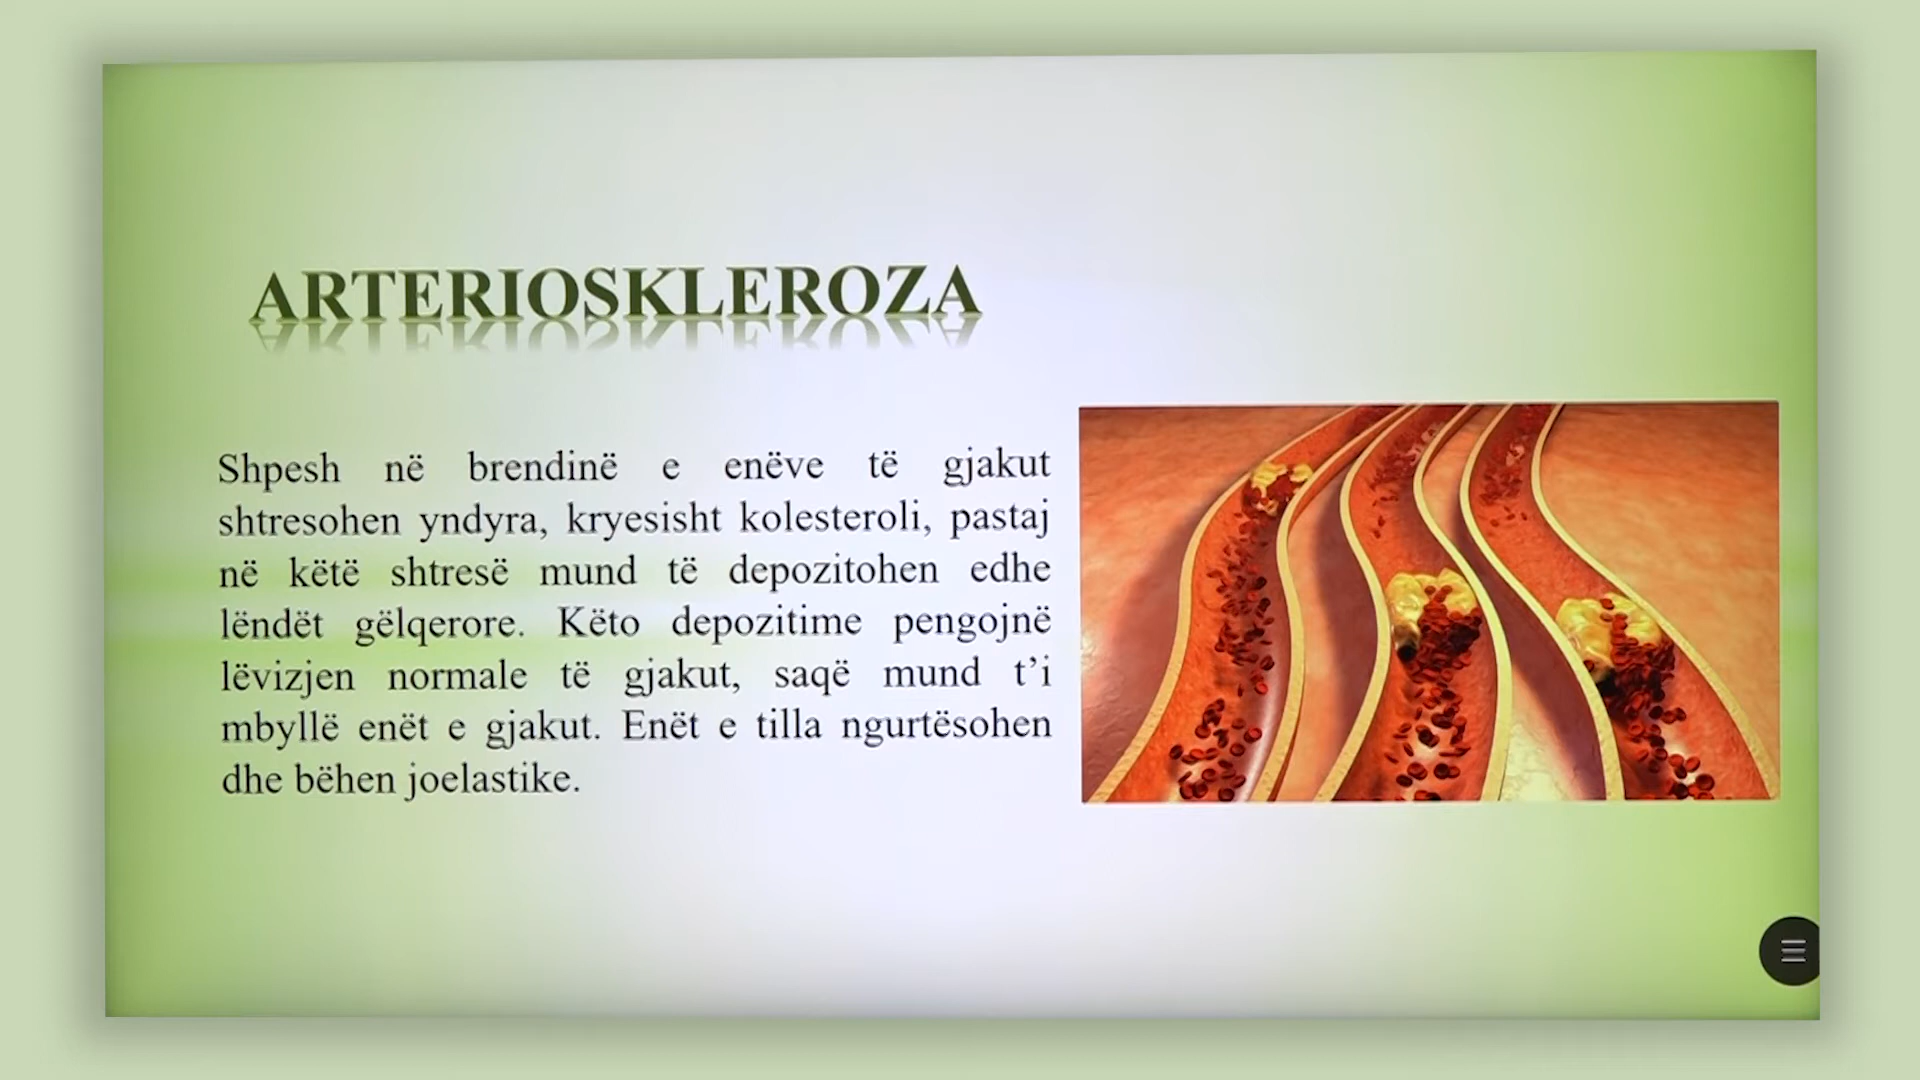 ARTERIOSKLEROZA
Shpesh në brendinë e enëve të gjakut
shtresohen yndyra, kryesisht kolesteroli, pastaj
në këtë shtresë mund të depozitohen edhe
lëndët gëlqerore. Këto depozitime pengojnë
lëvizjen normale të gjakut, saqë mund t’i
mbyllë enët e gjakut. Enët e tilla ngurtësohen
dhe bëhen joelastike.